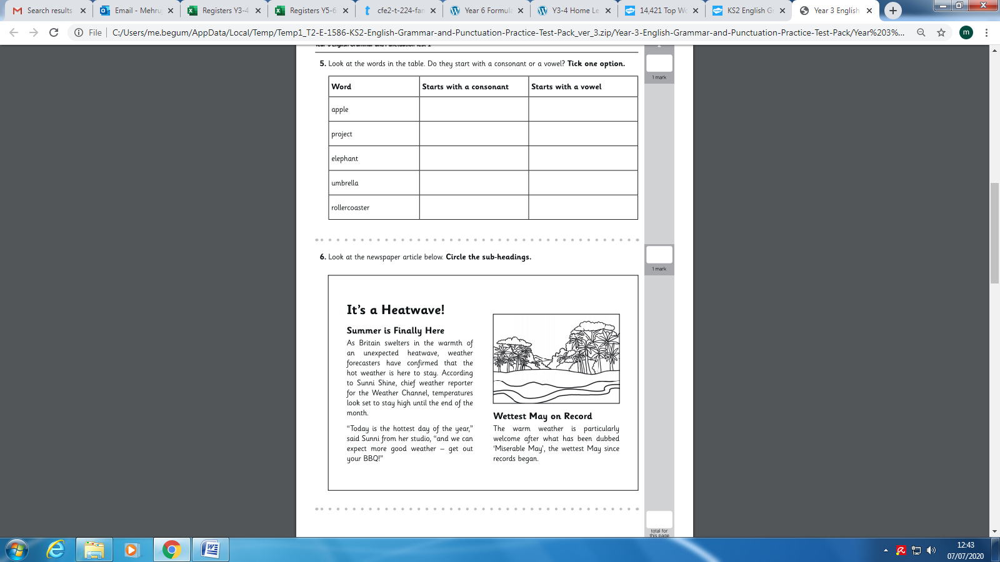 Search results
Email - Mehru
Registers Y3-4
Registers Y5-6
cfe2-t-224-fan
Year 6 Formula
Y3-4 Home Le
14,421 Top Wo
KS2 English Gr
Year 3 English
File
C:/Users/me.begum/AppData/Local/Temp/Temp1_T2-E-1586-KS2-English-Grammar-and-Punctuation-Practice-Test-Pack_ver_3.zip/Year-3-English-Grammar-and-Punctuation-Practice-Test-Pack/Year%203%...
m
5. Look at the words in the table. Do they start with a consonant or a vowel? Tick one option.
1 mark
Word Starts with a consonant Starts with a vowel
apple
project
elephant
umbrella
rollercoaster
6. Look at the newspaper article below. Circle the sub-headings.
1 mark
It's a Heatwave!
Summer is Finally Here
As Britain swelters in the warmth of
an unexpected heatwave, weather
forecasters have confirmed that the
hot weather is here to stay. According
to Sunni Shine, chief weather reporter
for the Weather Channel, temperatures
look set to stay high until the end of the
month.
“Today is the hottest day of the year,”
said Sunni from her studio, “and we can
expect more good weather – get out
your BBQ!”
Wettest May on Record
The warm weather is particularly
welcome after what has been dubbed
‘Miserable May’, the wettest May since
records began.
total for
this page
12:43
07/07/2020